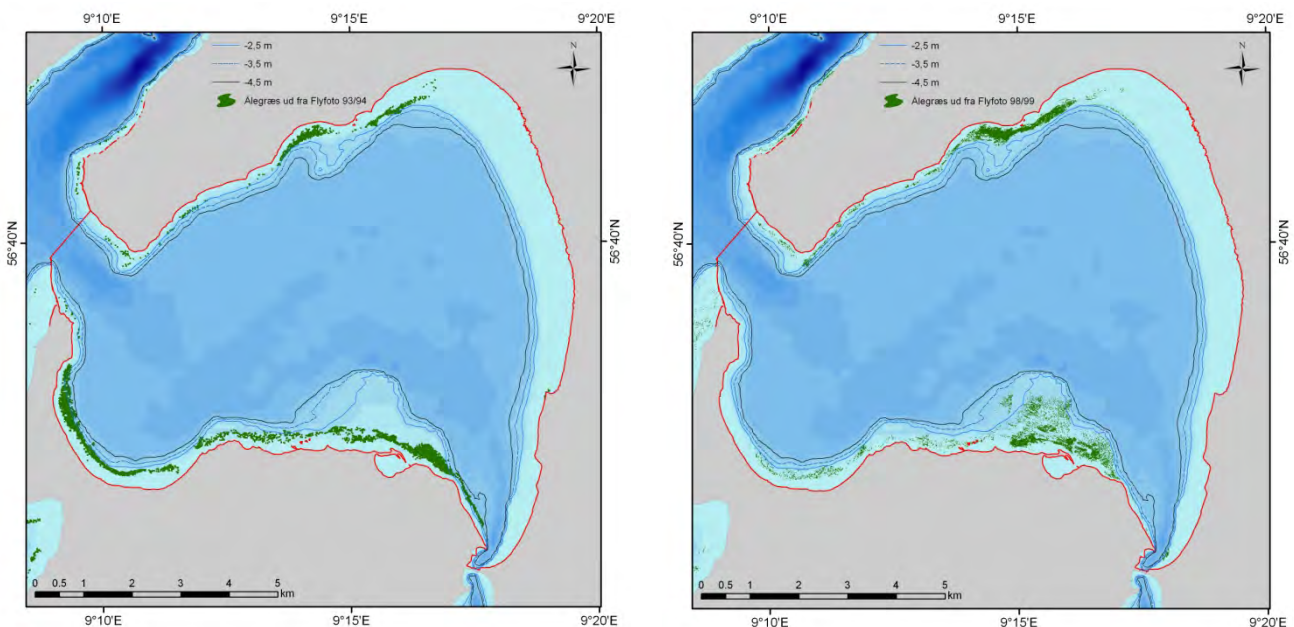 9°10'E 9°15'E 9°20'E
-2,5 m
-3,5 m
-4,5 m
Ålegræs ud fra Flyfoto 93/94
N
56°40'N
56°40'N
0 0.5 1 2 3 4 5
km
9°10'E 9°15'E 9°20'E
9°10'E 9°15'E 9°20'E
-2,5 m
-3,5 m
-4,5 m
Ålegræs ud fra Flyfoto 98/99
N
56°40'N
56°40'N
0 0.5 1 2 3 4 5
km
9°10'E 9°15'E 9°20'E